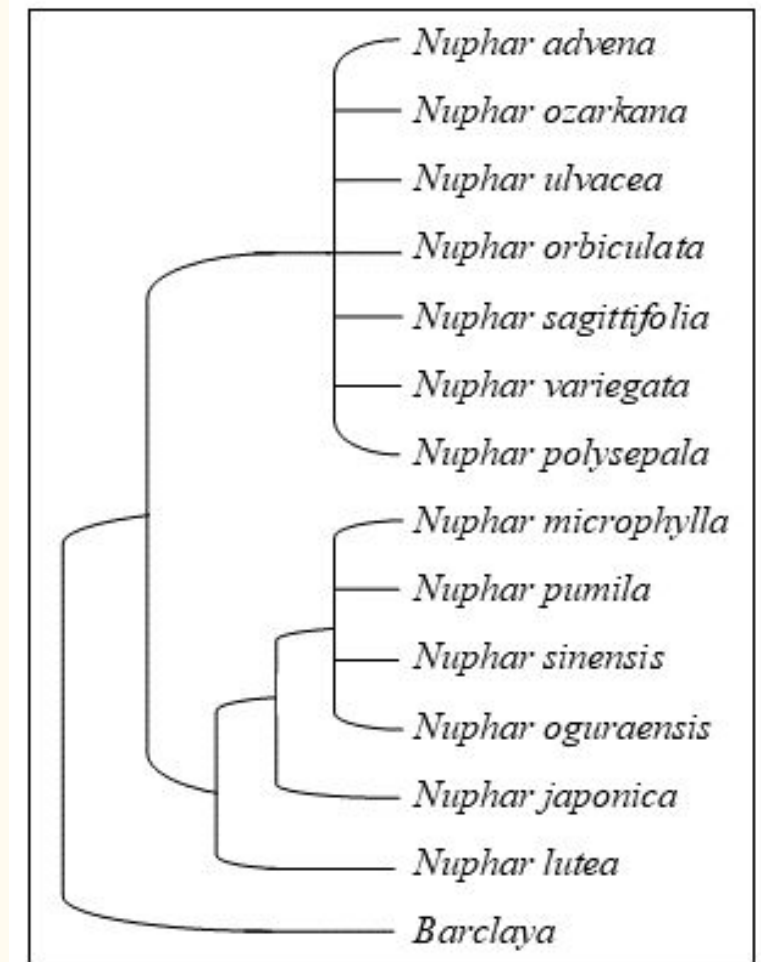 Nuphar advena
Nuphar ozarkana
Nuphar ulvacea
Nuphar orbiculata
Nuphar sagittifolia
Nuphar variegata
Nuphar polysepala
Nuphar microphylla
Nuphar pumila
Nuphar sinensis
Nuphar oguraensis
Nuphar japonica
Nuphar lutea
Barclaya